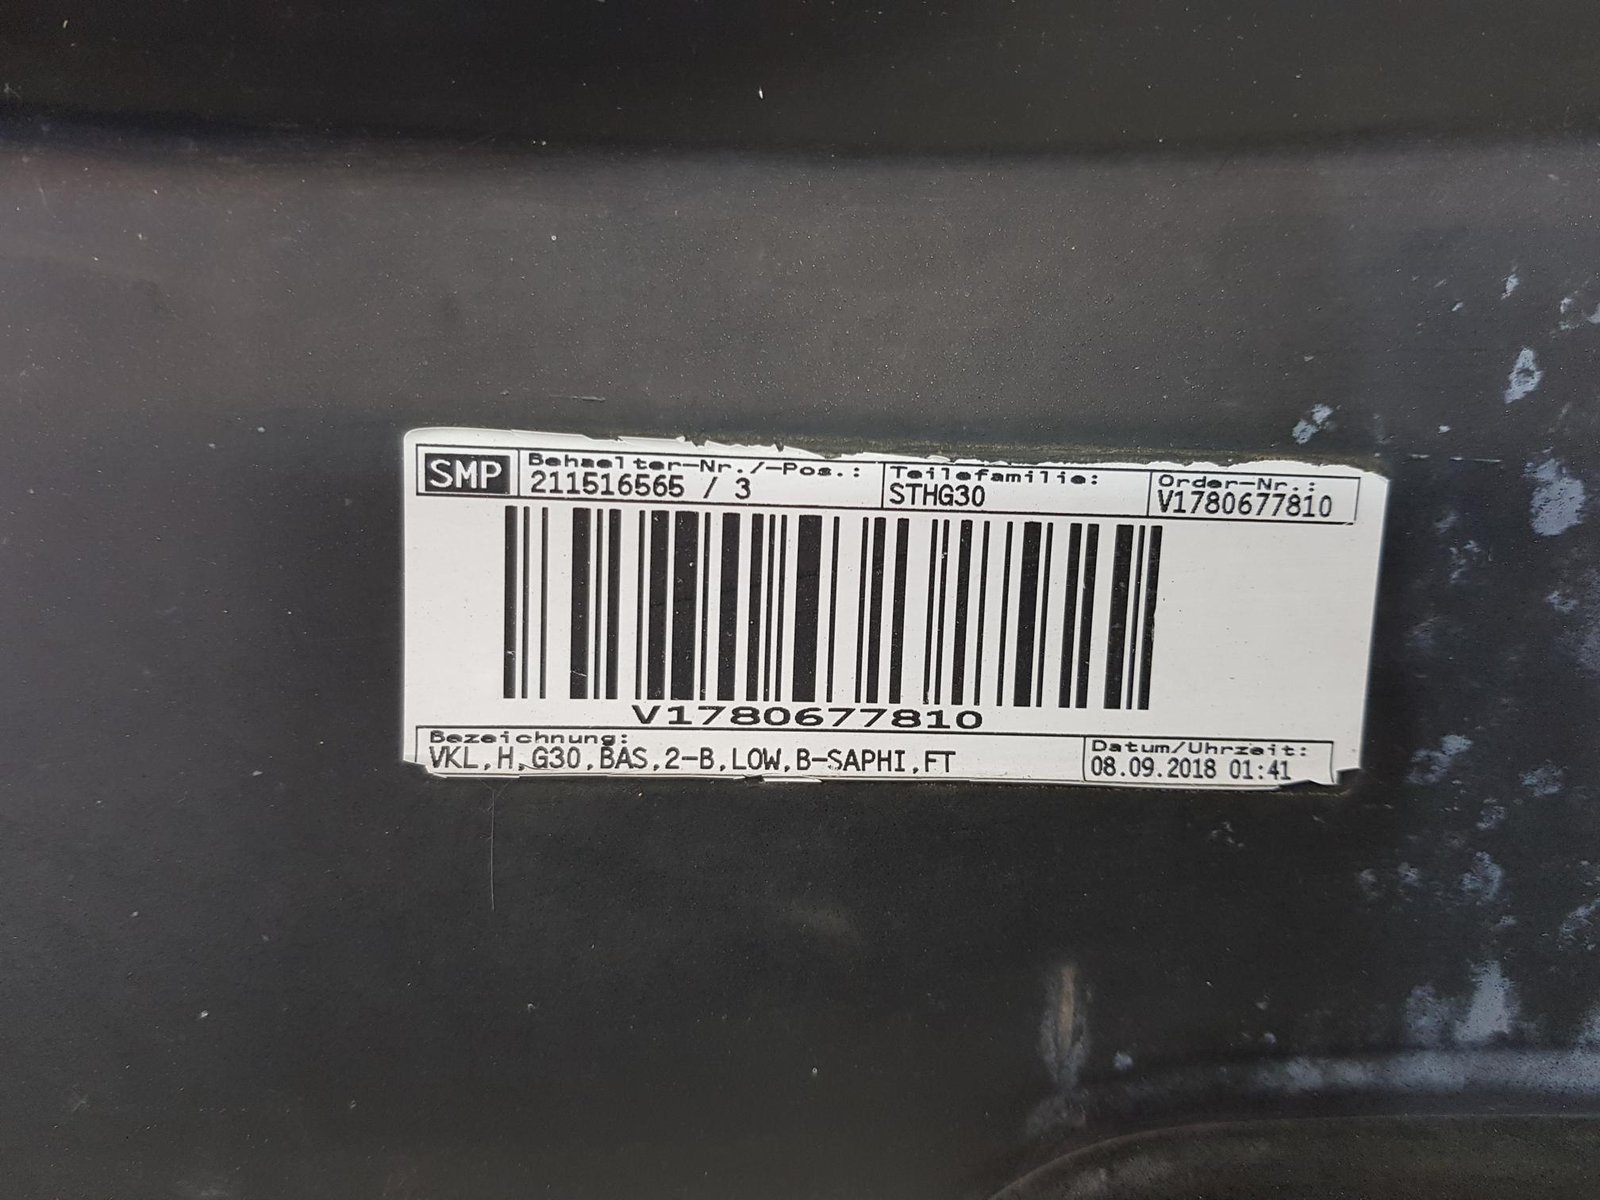 SMP
Behaelter-Nr./-Pos.:
211516565 / 3
Teilefamilie:
STHG30
Order-Nr.:
V1780677810
V1780677810
Bezeichnung:
VKL,H,G30,BAS,2-B,LOW,B-SAPHI,FT
Datum/Uhrzeit:
08.09.2018 01:41